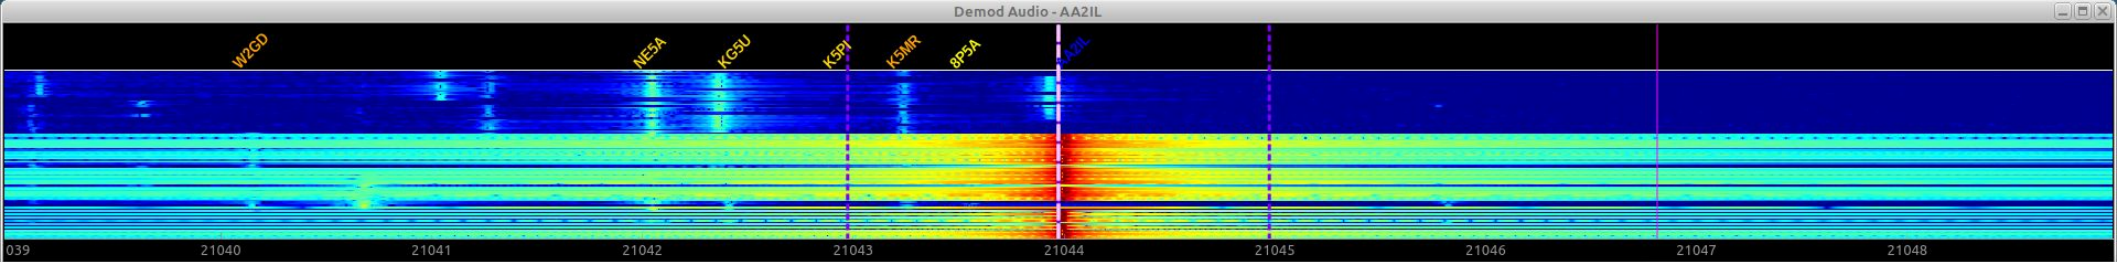 Demod Audio - AA2IL
W2GD NE5A KG5U K5PI K5MR 8P5A AA2IL
039 21040 21041 21042 21043 21044 21045 21046 21047 21048